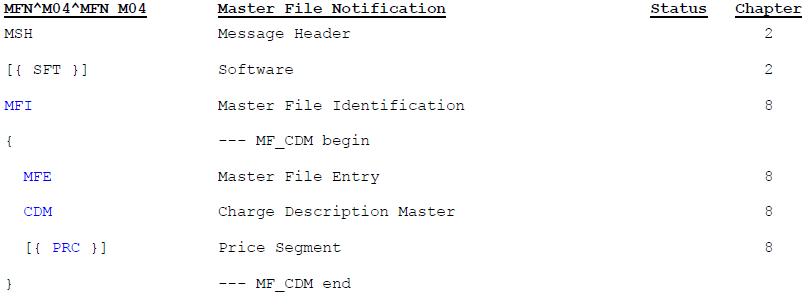 MFN^M04^MFN_M04 Master File Notification Status Chapter
MSH Message Header 2
[{ SFT }] Software 2
MFI Master File Identification 8
{ --- MF_CDM begin
MFE Master File Entry 8
CDM Charge Description Master 8
[{ PRC }] Price Segment 8
} --- MF_CDM end